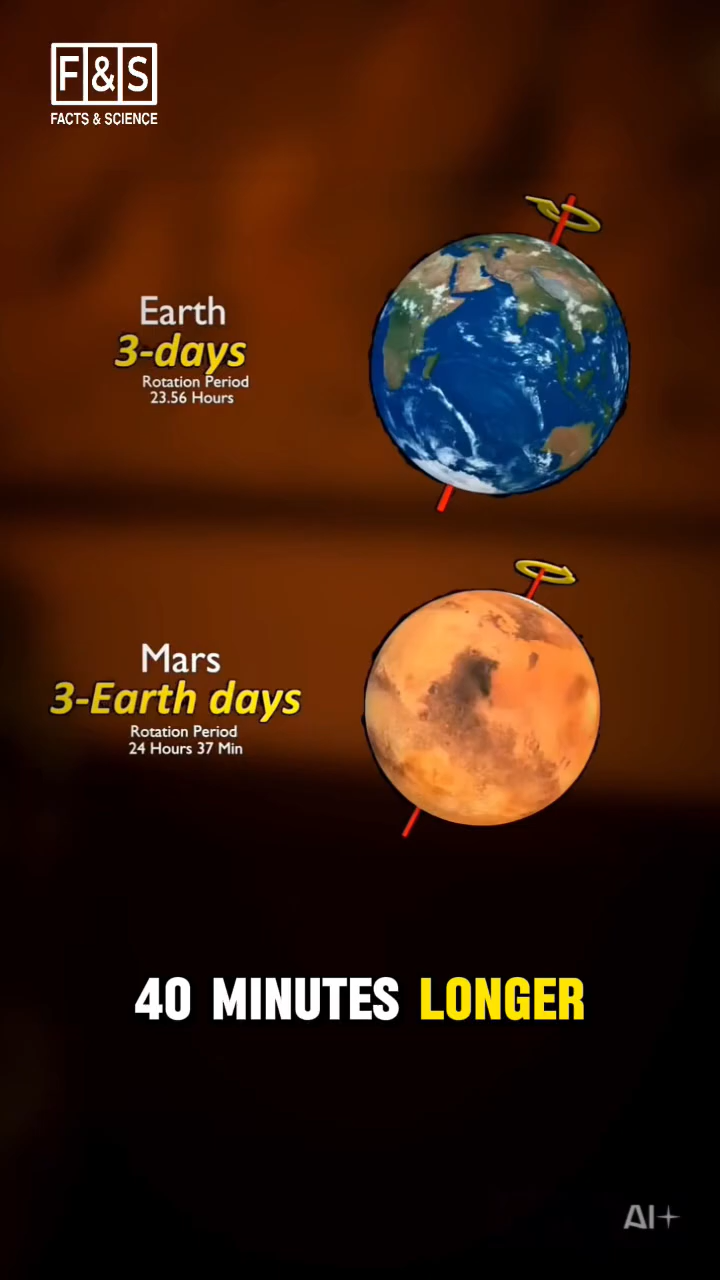 F&S
FACTS & SCIENCE
Earth
3-days
Rotation Period
23.56 Hours
Mars
3-Earth days
Rotation Period
24 Hours 37 Min
40 MINUTES LONGER
AI+